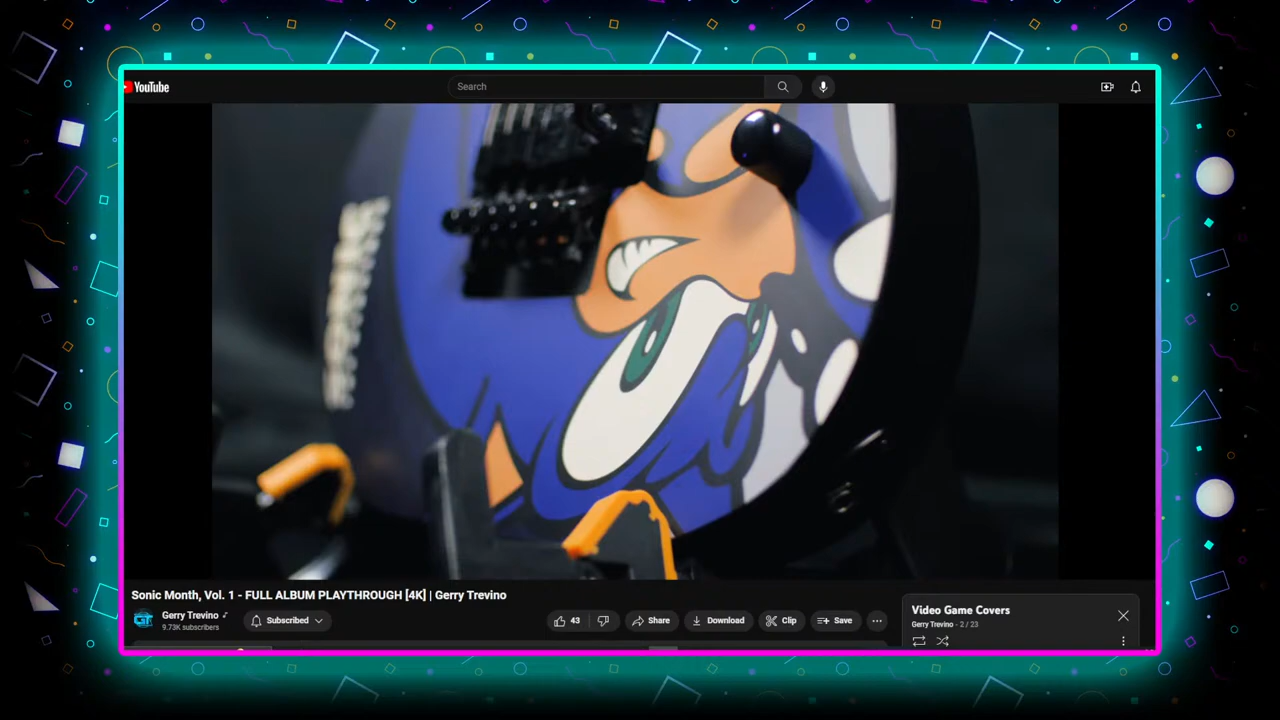 YouTube
Search
Sonic Month, Vol. 1 - FULL ALBUM PLAYTHROUGH [4K] | Gerry Trevino
GT
Gerry Trevino
9.73K subscribers
Subscribed
43
Share
Download
Clip
Save
Video Game Covers
Gerry Trevino - 2 / 23